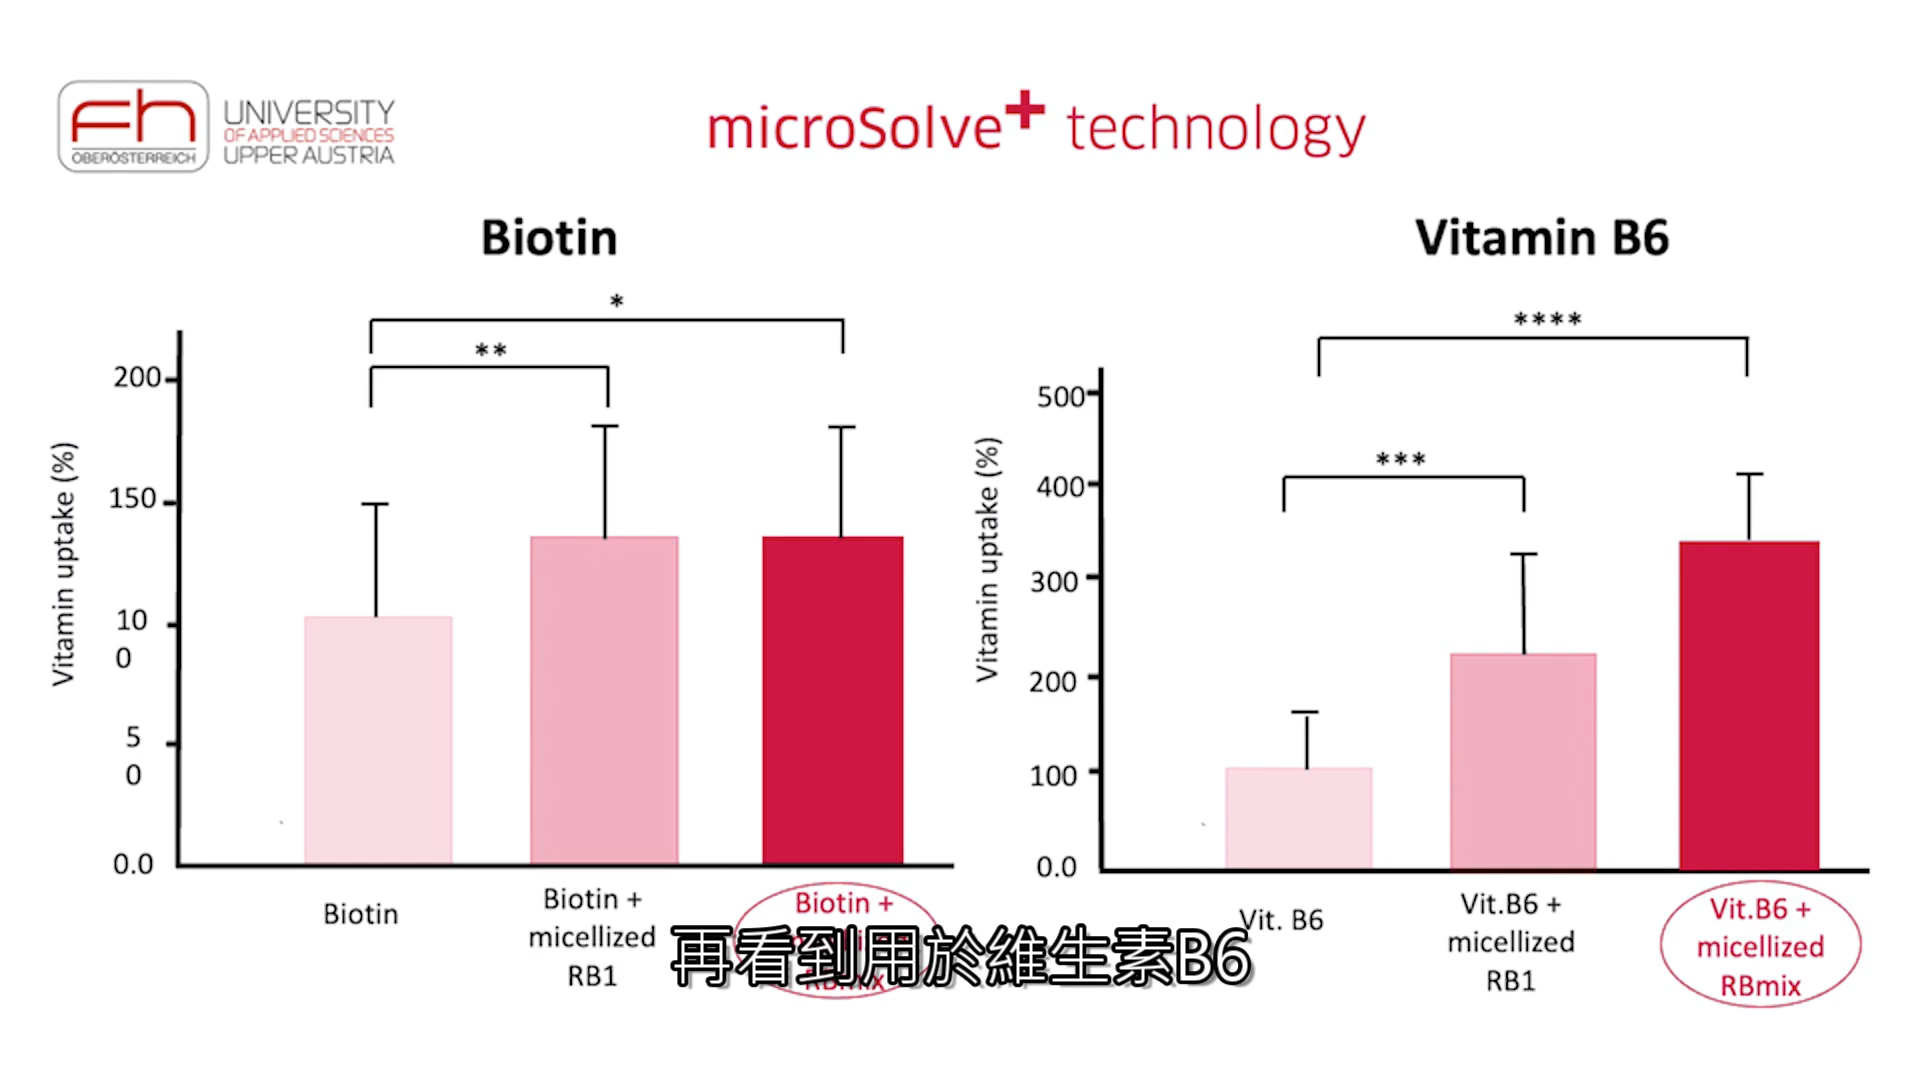 Fh
OBERÖSTERREICH
UNIVERSITY
OF APPLIED SCIENCES
UPPER AUSTRIA
microSolve+ technology
Biotin
*
**
Vitamin uptake (%)
200
150
10
0
5
0
0.0
Biotin
Biotin +
micellized
RB1
Biotin +
RBmix
Vitamin B6
****
***
Vitamin uptake (%)
500
400
300
200
100
0.0
Vit. B6
Vit.B6 +
micellized
RB1
Vit.B6 +
micellized
RBmix
再看到用於維生素B6